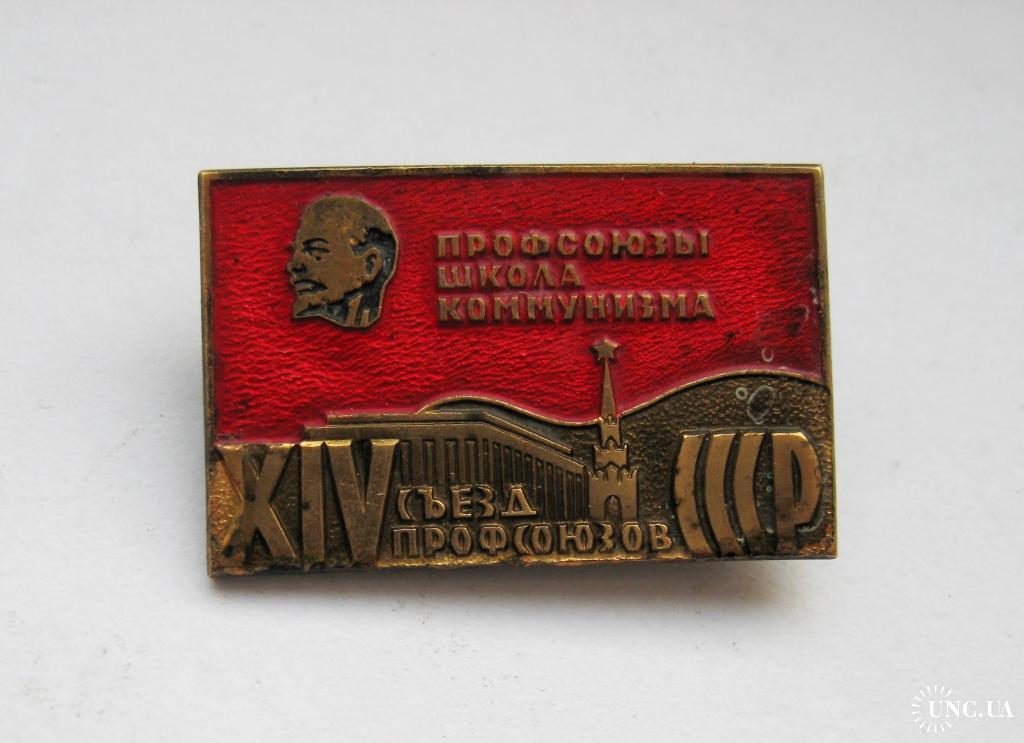 ПРОФСОЮЗЫ
ШКОЛА
КОММУНИЗМА
XIV СЪЕЗД
ПРОФСОЮЗОВ СССР
UNC.UA